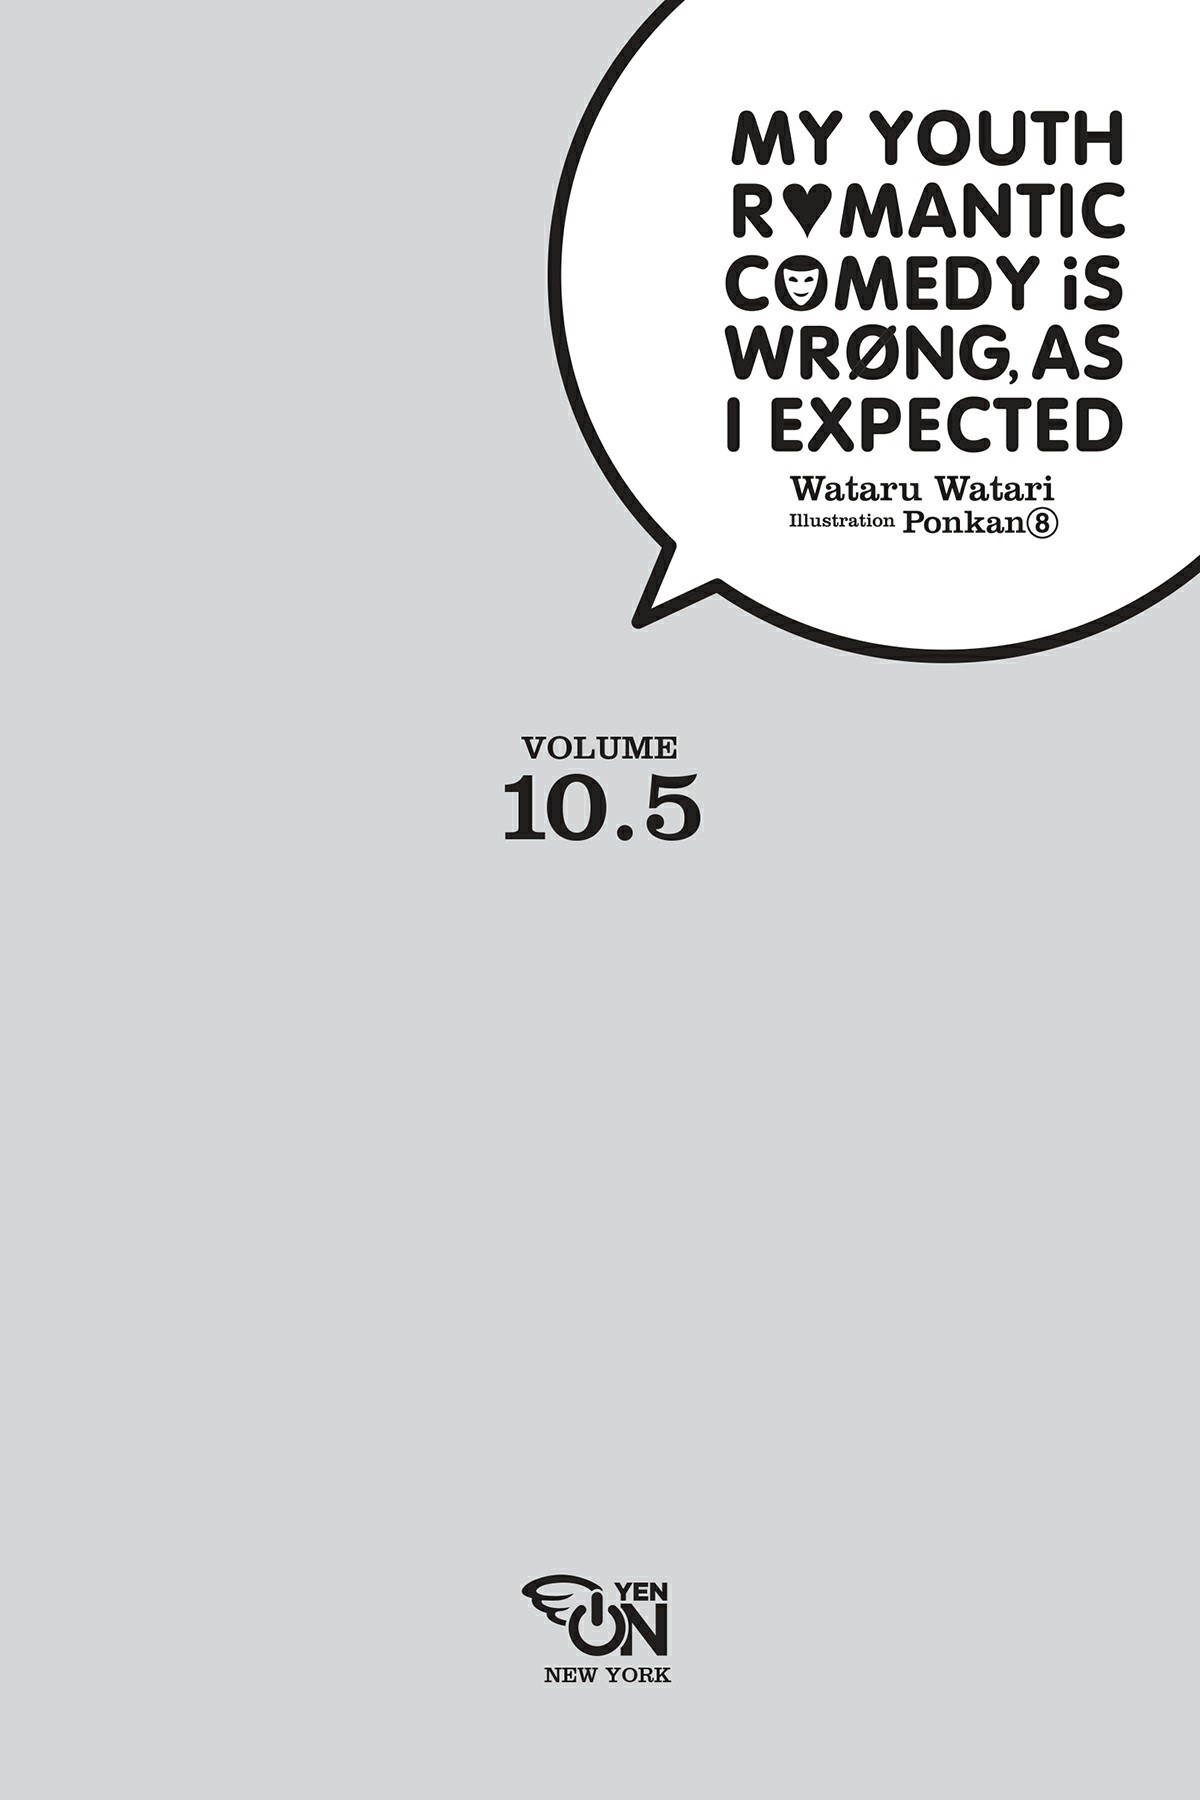 MY YOUTH
R♥MANTIC
COMEDY iS
WRØNG, AS
I EXPECTED
Wataru Watari
Illustration Ponkan⑧
VOLUME
10.5
YEN
ON
NEW YORK